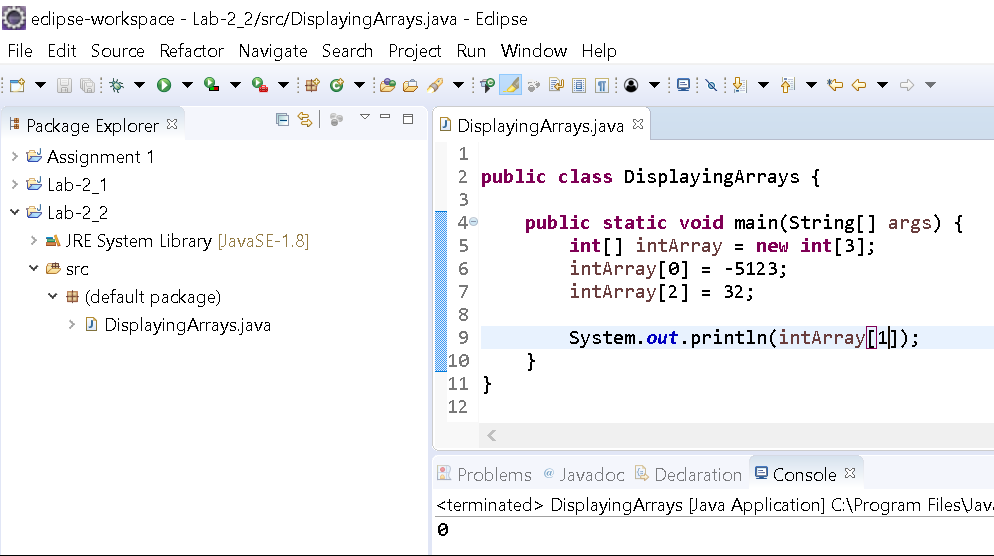 eclipse-workspace - Lab-2_2/src/DisplayingArrays.java - Eclipse
File Edit Source Refactor Navigate Search Project Run Window Help
Package Explorer
Assignment 1
Lab-2_1
Lab-2_2
JRE System Library [JavaSE-1.8]
src
(default package)
DisplayingArrays.java
DisplayingArrays.java
1
2 public class DisplayingArrays {
3
4 public static void main(String[] args) {
5 int[] intArray = new int[3];
6 intArray[0] = -5123;
7 intArray[2] = 32;
8
9 System.out.println(intArray[1]);
10 }
11 }
12
Problems @ Javadoc Declaration Console
<terminated> DisplayingArrays [Java Application] C:\Program Files\Java
0